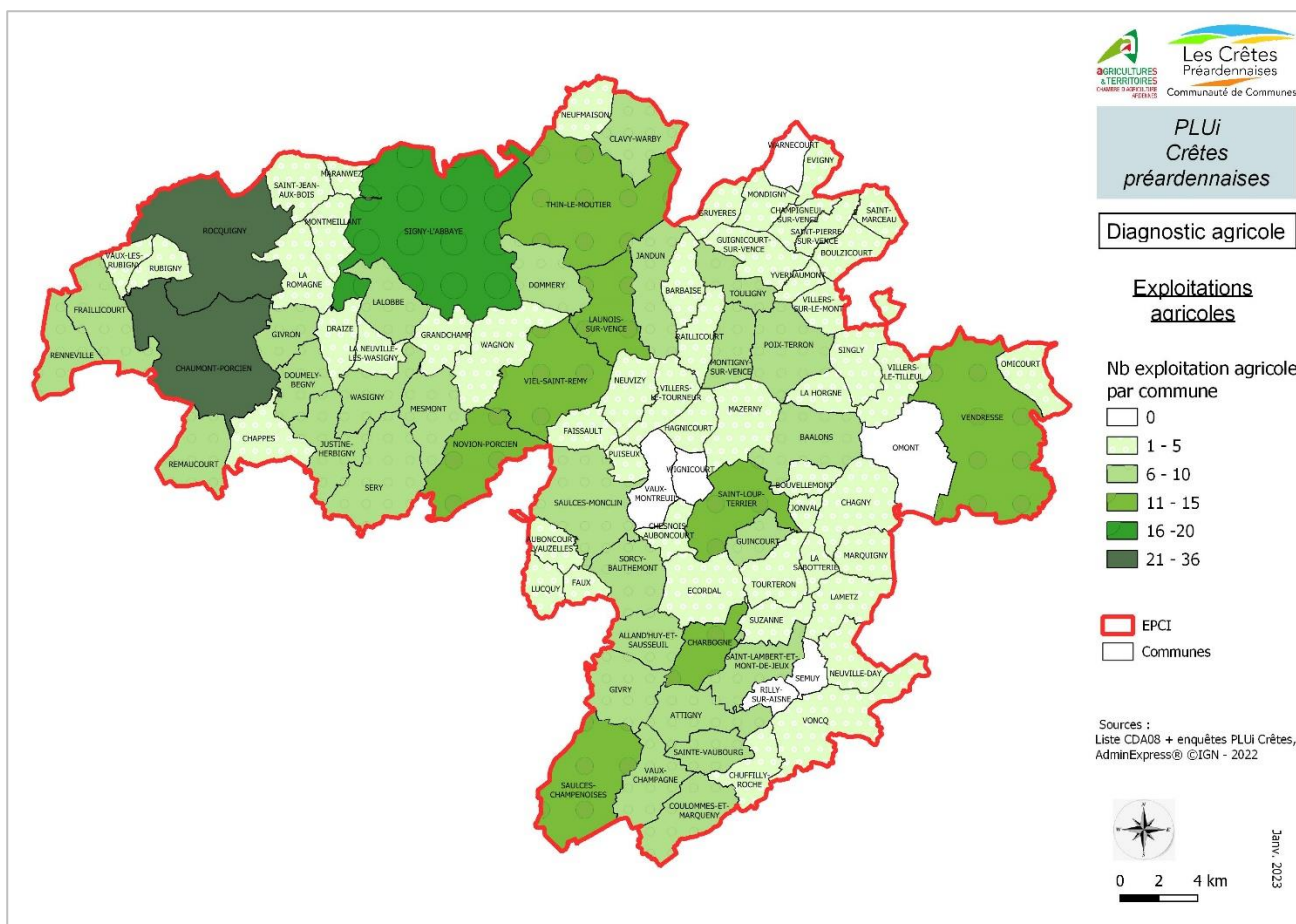 NEUFMAISON
CLAVY-WARBY
WARNECOURT
EVIGNY
MARANWEZ
SAINT-JEAN-
AUX-BOIS
MONDIGNY
THIN-LE-MOUTIER
GRUYERES
CHAMPIGNEUL-
SUR-VENCE
SAINT-
MARCEAU
MONTMEILLANT
ROCQUIGNY
SIGNY-L'ABBAYE
SAINT-PIERRE-
SUR-VENCE
GUIGNICOURT-
SUR-VENCE
BOULZICOURT
VAUX-LES-
RUBIGNY
RUBIGNY
JANDUN
YVERNAUMONT
LA
ROMAGNE
DOMMERY
BARBAISE
TOULIGNY
LALOBBE
VILLERS-
SUR-LE-MONT
FRAILLICOURT
LAUNOIS-
SUR-VENCE
GIVRON
DRAIZE
GRANDCHAMP
WAGNON
RAILLICOURT
POIX-TERRON
SINGLY
OMICOURT
RENNEVILLE
LA NEUVILLE-
LES-WASIGNY
MONTIGNY-
SUR-VENCE
VILLERS-
LE-TILLEUL
CHAUMONT-PORCIEN
DOUMELY-
BEGNY
VIEL-SAINT-REMY
NEUVIZY
VILLERS-
LE-TOURNEUR
LA HORGNE
WASIGNY
MESMONT
MAZERNY
VENDRESSE
FAISSAULT
HAGNICOURT
CHAPPES
JUSTINE-
HERBIGNY
NOVION-PORCIEN
BAALONS
OMONT
PUISEUX
REMAUCOURT
WIGNICOURT
SERY
VAUX-
MONTREUIL
BOUVELLEMONT
SAULCES-MONCLIN
SAINT-LOUP-
TERRIER
JONVAL
CHAGNY
CHESNOIS-
AUBONCOURT
GUINCOURT
AUBONCOURT-
VAUZELLES
SORCY-
BAUTHEMONT
LA
SABOTTERIE
MARQUIGNY
LUCQUY
FAUX
ECORDAL
TOURTERON
LAMETZ
SUZANNE
ALLAND'HUY-ET-
SAUSSEUIL
CHARBOGNE
SAINT-LAMBERT-ET-
MONT-DE-JEUX
NEUVILLE-DAY
SEMUY
GIVRY
RILLY-
SUR-AISNE
ATTIGNY
VONCQ
SAINTE-VAUBOURG
SAULCES-
CHAMPENOISES
VAUX-
CHAMPAGNE
CHUFFILLY-
ROCHE
COULOMMES-ET-
MARQUENY
AGRICULTURES
& TERRITOIRES
CHAMBRE D'AGRICULTURE
ARDENNES
Les Crêtes
Préardennaises
Communauté de Communes
PLUi
Crêtes
préardennaises
Diagnostic agricole
Exploitations
agricoles
Nb exploitation agricole
par commune
0
1 - 5
6 - 10
11 - 15
16 -20
21 - 36
EPCI
Communes
Sources :
Liste CDA08 + enquêtes PLUi Crêtes,
AdminExpress® ©IGN - 2022
N
E
S
W
Janv. 2023
0 2 4 km